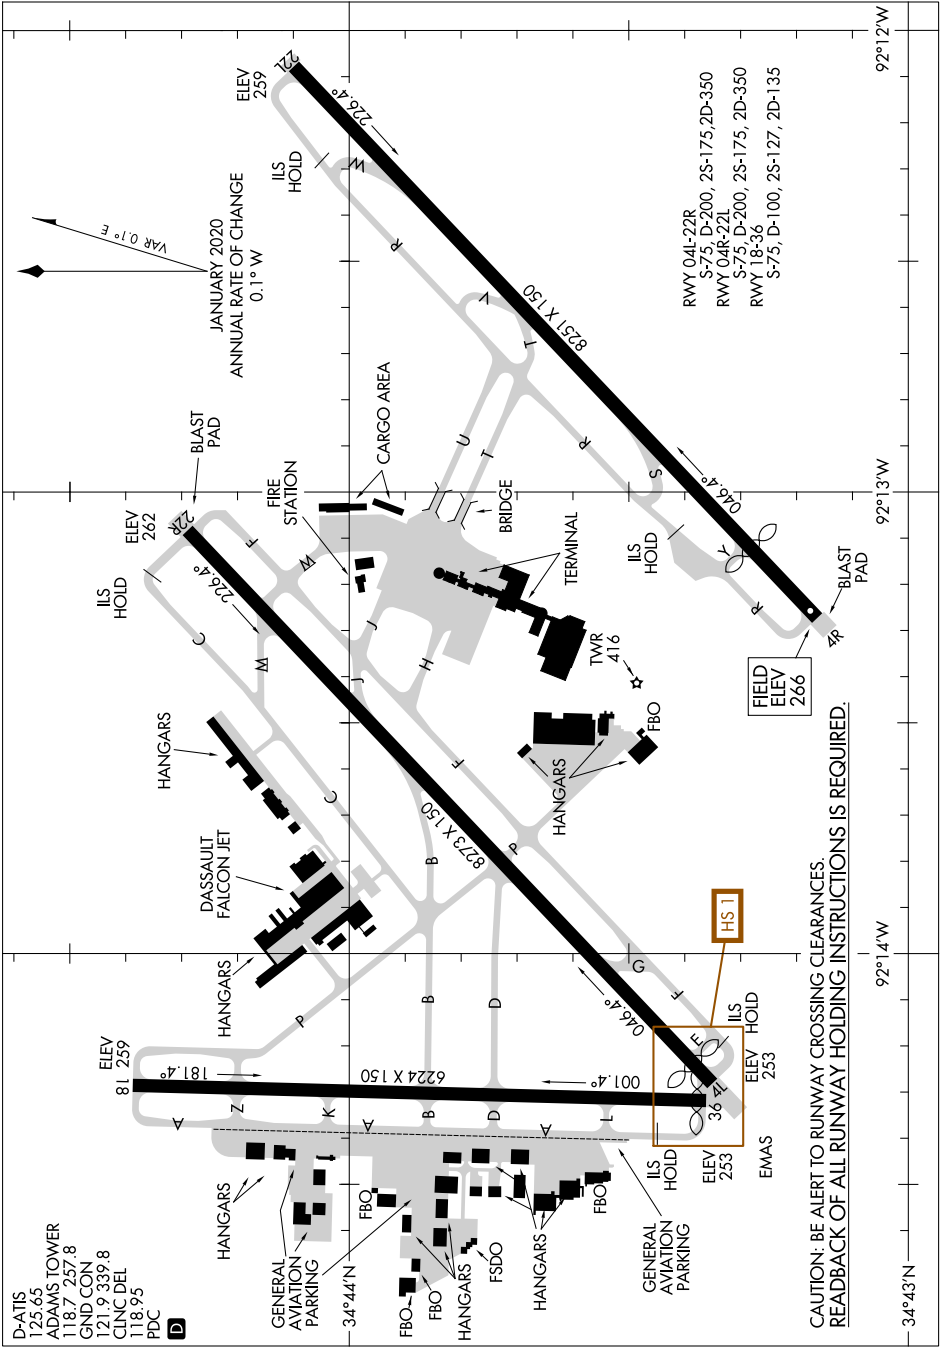 D-ATIS
125.65
ADAMS TOWER
118.7 257.8
GND CON
121.9 339.8
CLNC DEL
118.95
PDC
D
JANUARY 2020
ANNUAL RATE OF CHANGE
0.1° W
VAR 0.1° E
22L
ELEV
259
226.4°
ILS
HOLD
W
R
V
T
8251 X 150
U
T
R
S
046.4°
Y
R
ILS
HOLD
BLAST
PAD
4R
FIELD
ELEV
266
BRIDGE
CARGO AREA
FIRE
STATION
TERMINAL
TWR
416
FBO
HANGARS
BLAST
PAD
22R
ELEV
262
ILS
HOLD
226.4°
F
W
C
M
J
J
H
F
C
8273 X 150
B
P
HANGARS
DASSAULT
FALCON JET
HANGARS
P
B
D
G
F
046.4°
E
ILS
HOLD
4L
ELEV
253
HS 1
18
ELEV
259
181.4°
6224 X 150
001.4°
36
ELEV
253
EMAS
ILS
HOLD
A
Z
K
A
B
D
A
L
HANGARS
GENERAL
AVIATION
PARKING
FBO
FBO
FBO
HANGARS
FSDO
HANGARS
FBO
GENERAL
AVIATION
PARKING
RWY 04L-22R
S-75, D-200, 2S-175,2D-350
RWY 04R-22L
S-75, D-200, 2S-175, 2D-350
RWY 18-36
S-75, D-100, 2S-127, 2D-135
92°12'W
92°13'W
92°14'W
34°44'N
34°43'N
CAUTION: BE ALERT TO RUNWAY CROSSING CLEARANCES.
READBACK OF ALL RUNWAY HOLDING INSTRUCTIONS IS REQUIRED.